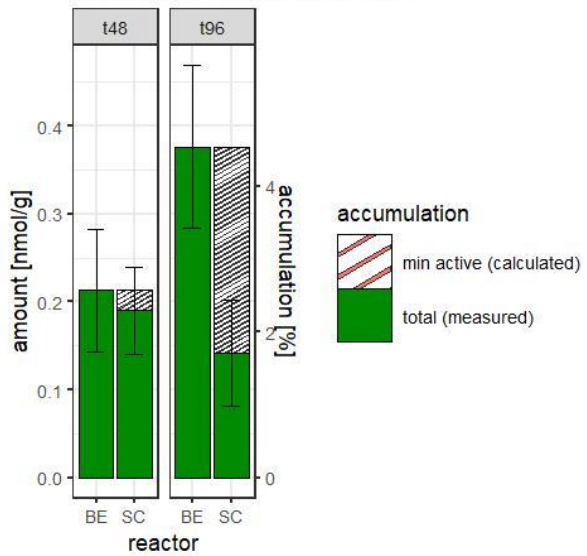 t48 t96
0.4
0.3
0.2
0.1
0.0
amount [nmol/g]
4
2
0
accumulation [%]
BE SC BE SC
reactor
accumulation
min active (calculated)
total (measured)